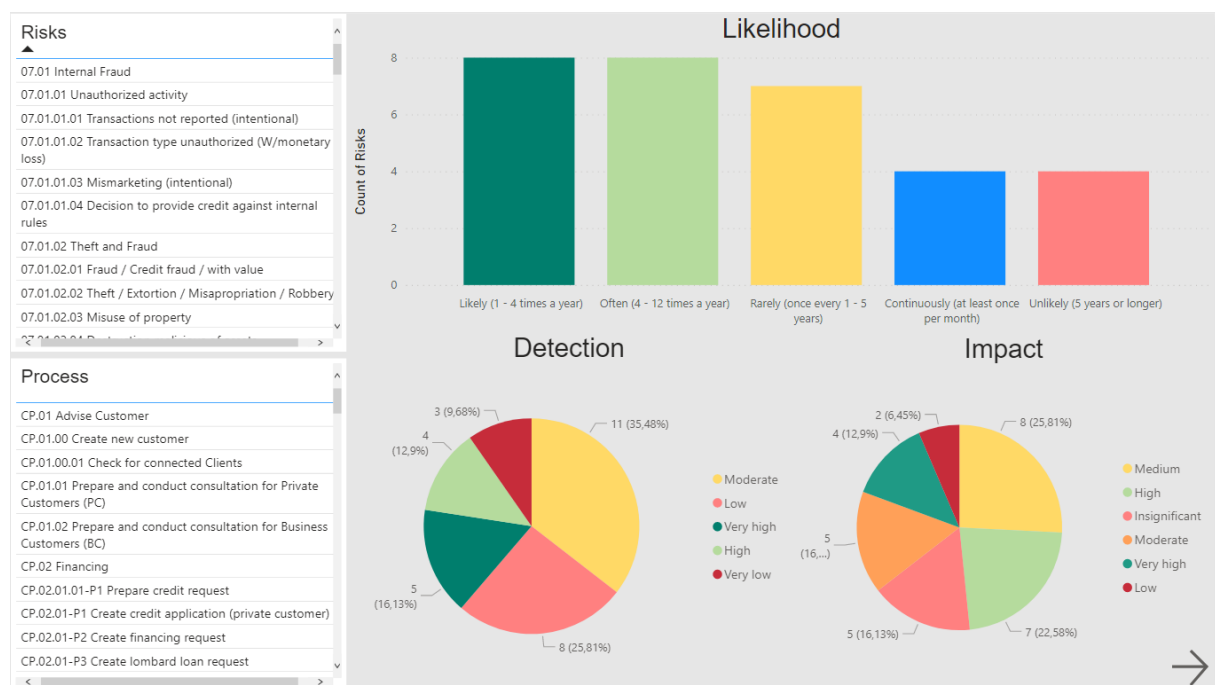 Risks
07.01 Internal Fraud
07.01.01 Unauthorized activity
07.01.01.01 Transactions not reported (intentional)
07.01.01.02 Transaction type unauthorized (W/monetary
loss)
07.01.01.03 Mismarketing (intentional)
07.01.01.04 Decision to provide credit against internal
rules
07.01.02 Theft and Fraud
07.01.02.01 Fraud / Credit fraud / with value
07.01.02.02 Theft / Extortion / Misapropriation / Robbery
07.01.02.03 Misuse of property
Process
CP.01 Advise Customer
CP.01.00 Create new customer
CP.01.00.01 Check for connected Clients
CP.01.01 Prepare and conduct consultation for Private
Customers (PC)
CP.01.02 Prepare and conduct consultation for Business
Customers (BC)
CP.02 Financing
CP.02.01.01-P1 Prepare credit request
CP.02.01-P1 Create credit application (private customer)
CP.02.01-P2 Create financing request
CP.02.01-P3 Create lombard loan request
Likelihood
Count of Risks
8
6
4
2
0
Likely (1 - 4 times a year)
Often (4 - 12 times a year)
Rarely (once every 1 - 5
years)
Continuously (at least once
per month)
Unlikely (5 years or longer)
Detection
3 (9,68%)
11 (35,48%)
4
(12,9%)
5
(16,13%)
8 (25,81%)
Moderate
Low
Very high
High
Very low
Impact
2 (6,45%)
8 (25,81%)
4 (12,9%)
5
(16,...)
5 (16,13%)
7 (22,58%)
Medium
High
Insignificant
Moderate
Very high
Low